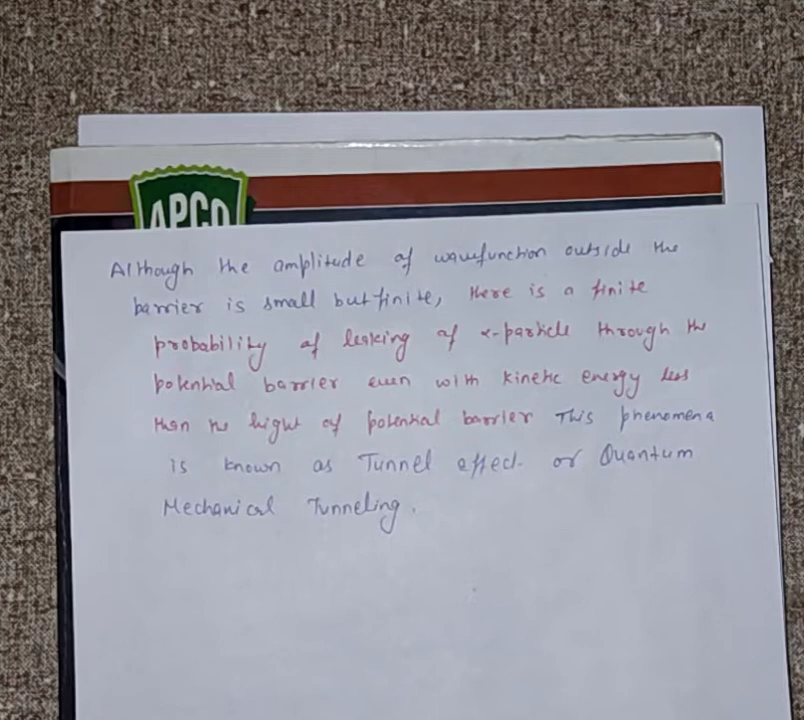 APCO
Although the amplitude of wavefunction outside the
barrier is small but finite, there is a finite
probability of leaking of α-particle through the
potential barrier even with kinetic energy less
than the hight of potential barrier This phenomena
is known as Tunnel effect. or Quantum
Mechanical Tunneling.